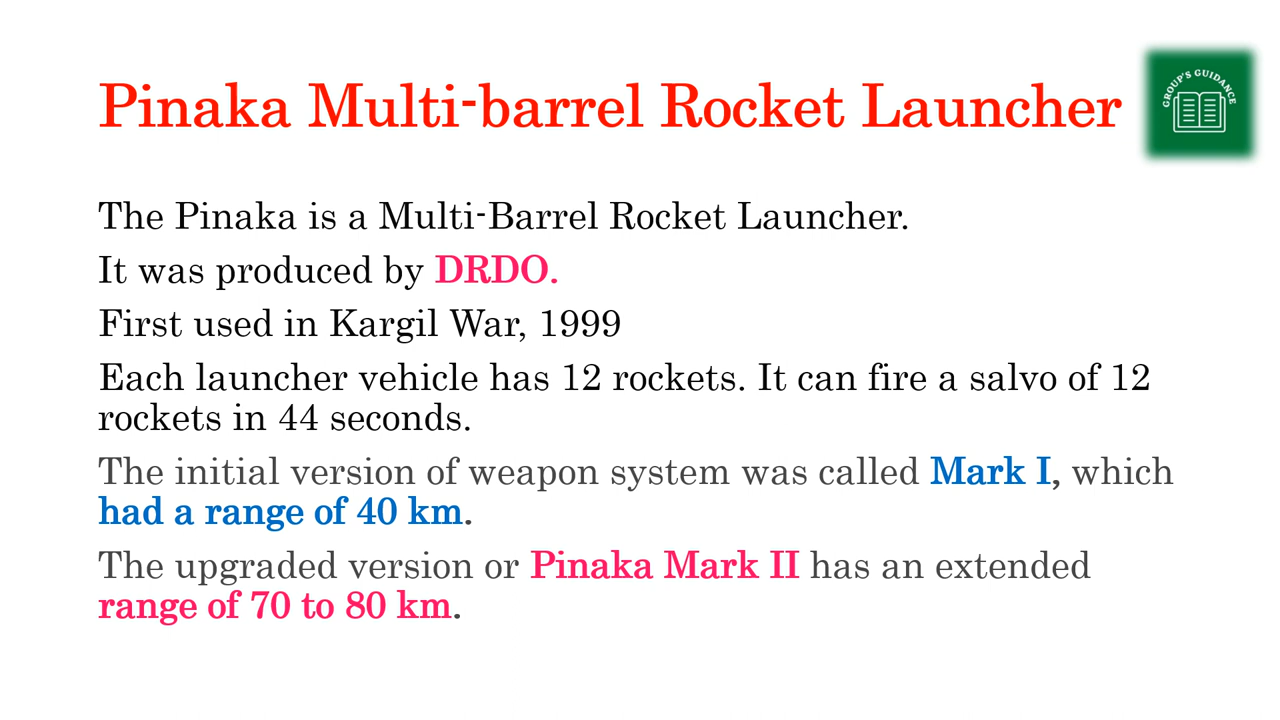 Pinaka Multi-barrel Rocket Launcher
GROUP'S GUIDANCE
The Pinaka is a Multi-Barrel Rocket Launcher.
It was produced by DRDO.
First used in Kargil War, 1999
Each launcher vehicle has 12 rockets. It can fire a salvo of 12
rockets in 44 seconds.
The initial version of weapon system was called Mark I, which
had a range of 40 km.
The upgraded version or Pinaka Mark II has an extended
range of 70 to 80 km.